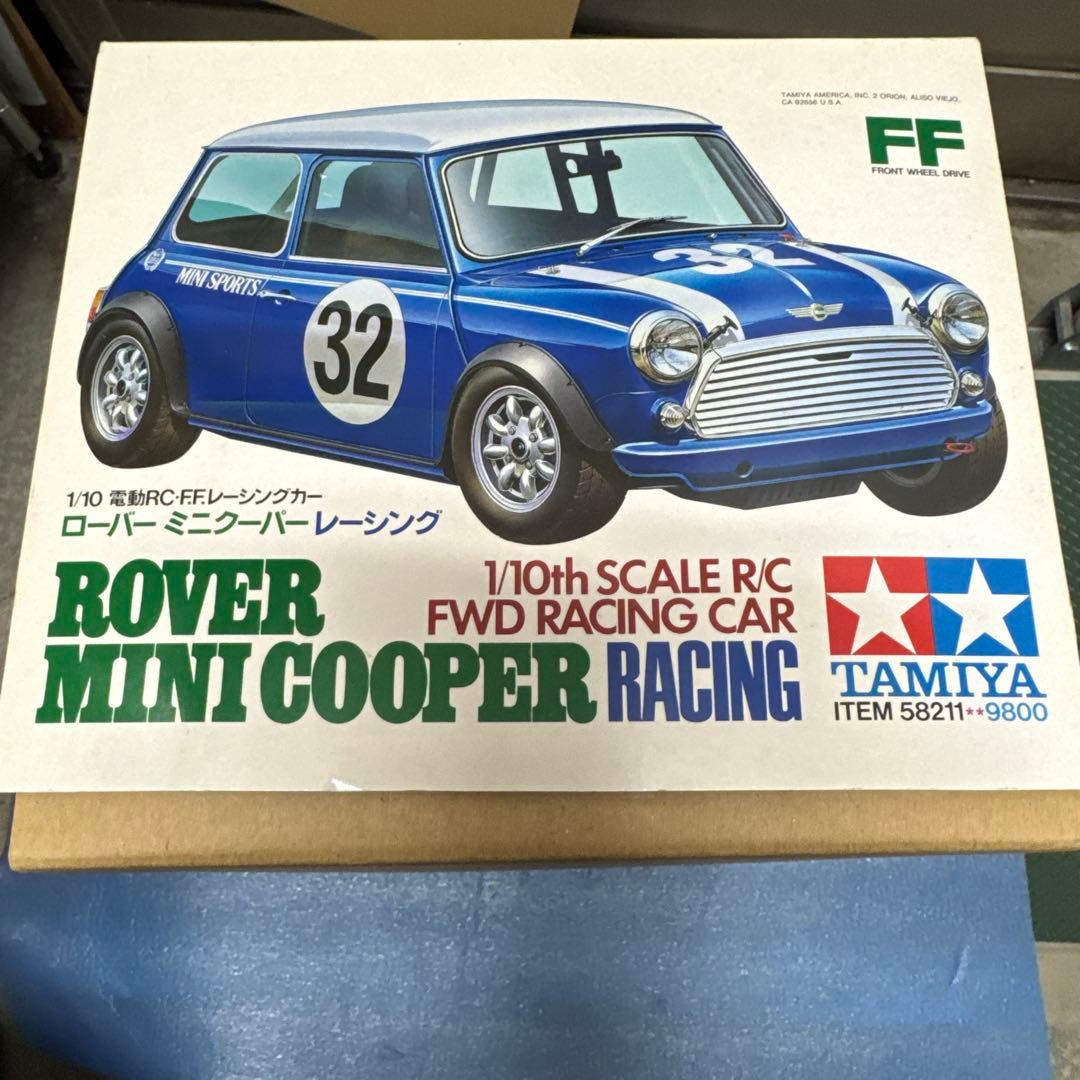 TAMIYA AMERICA, INC. 2 ORION, ALISO VIEJO,
CA 92656 U.S.A.
FF
FRONT WHEEL DRIVE
32
MINI SPORTS
32
1/10 電動RC·F.F.レーシングカー
ローバー ミニクーパーレーシング
ROVER
MINI COOPER RACING
1/10th SCALE R/C
FWD RACING CAR
TAMIYA
ITEM 58211**9800